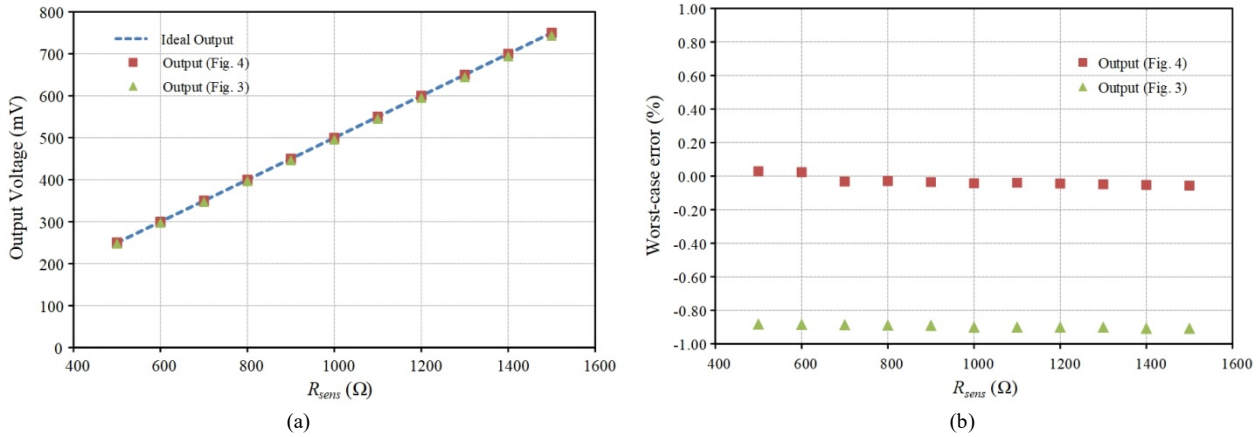 800
700
600
500
400
300
200
100
0
Output Voltage (mV)
Ideal Output
Output (Fig. 4)
Output (Fig. 3)
400 600 800 1000 1200 1400 1600
Rsens (Ω)
(a)
1.00
0.80
0.60
0.40
0.20
0.00
-0.20
-0.40
-0.60
-0.80
-1.00
Worst-case error (%)
Output (Fig. 4)
Output (Fig. 3)
400 600 800 1000 1200 1400 1600
Rsens (Ω)
(b)